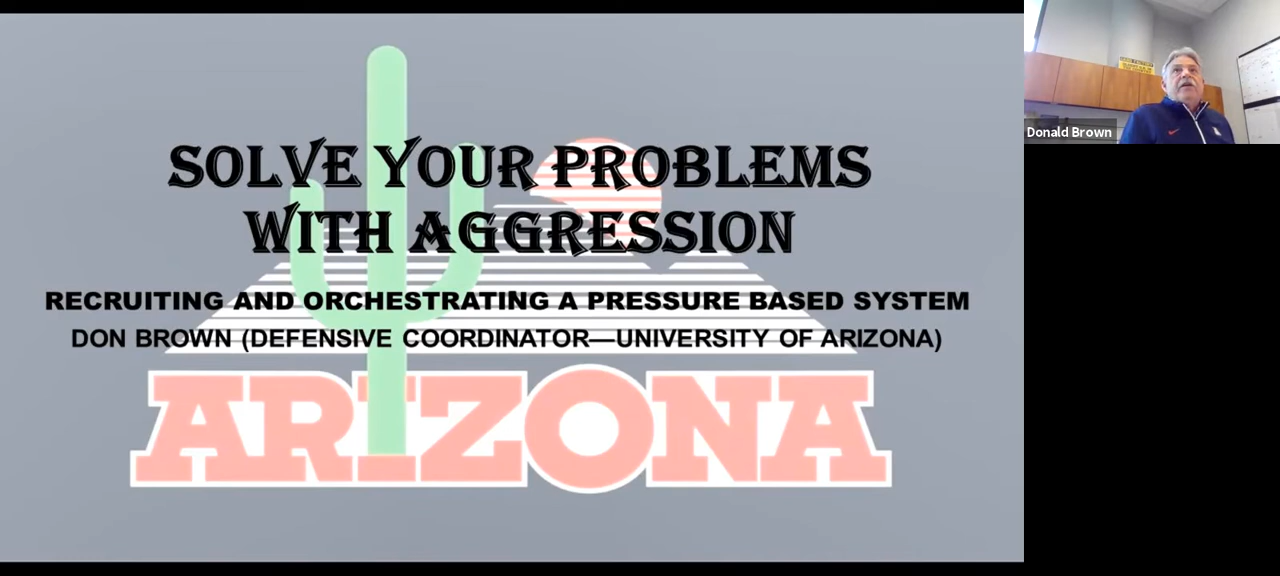 SOLVE YOUR PROBLEMS
WITH AGGRESSION
RECRUITING AND ORCHESTRATING A PRESSURE BASED SYSTEM
DON BROWN (DEFENSIVE COORDINATOR—UNIVERSITY OF ARIZONA)
ARIZONA
Donald Brown